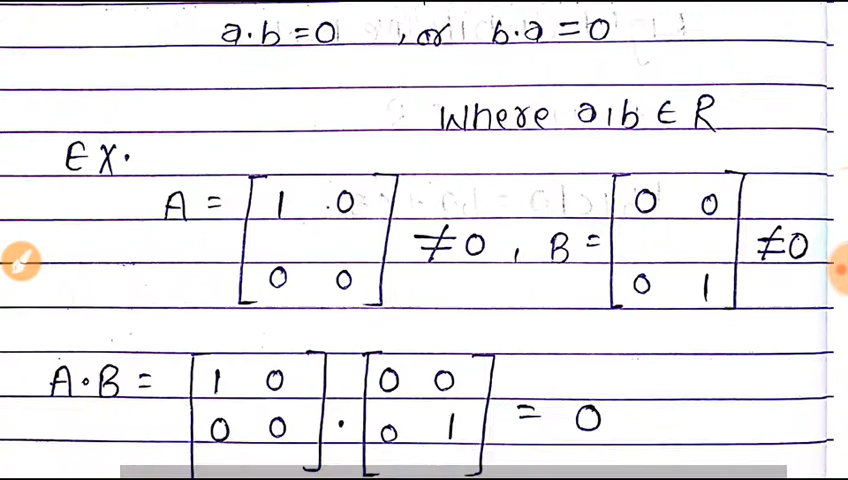 a·b = 0 , or b·a = 0
Where a,b ∈ R
EX.
A = [ 1 0 ; 0 0 ] ≠ 0 , B = [ 0 0 ; 0 1 ] ≠ 0
A·B = [ 1 0 ; 0 0 ] · [ 0 0 ; 0 1 ] = 0